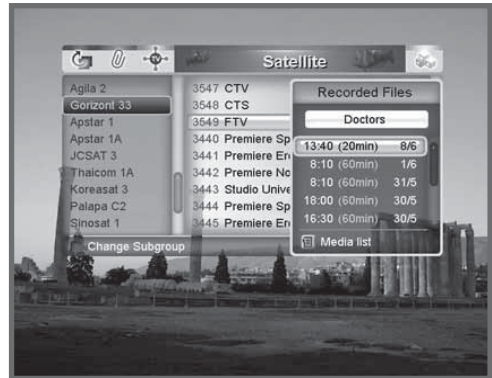 TV
Satellite
Agila 2
Gorizont 33
Apstar 1
Apstar 1A
JCSAT 3
Thaicom 1A
Koreasat 3
Palapa C2
Sinosat 1
3547 CTV
3548 CTS
3549 FTV
3440 Premiere Sp
3441 Premiere Er
3442 Premiere No
3443 Studio Unive
3444 Premiere Sp
3445 Premiere Er
Recorded Files
Doctors
13:40 (20min) 8/6
8:10 (60min) 1/6
8:10 (60min) 31/5
18:00 (60min) 30/5
16:30 (60min) 30/5
Media list
Change Subgroup